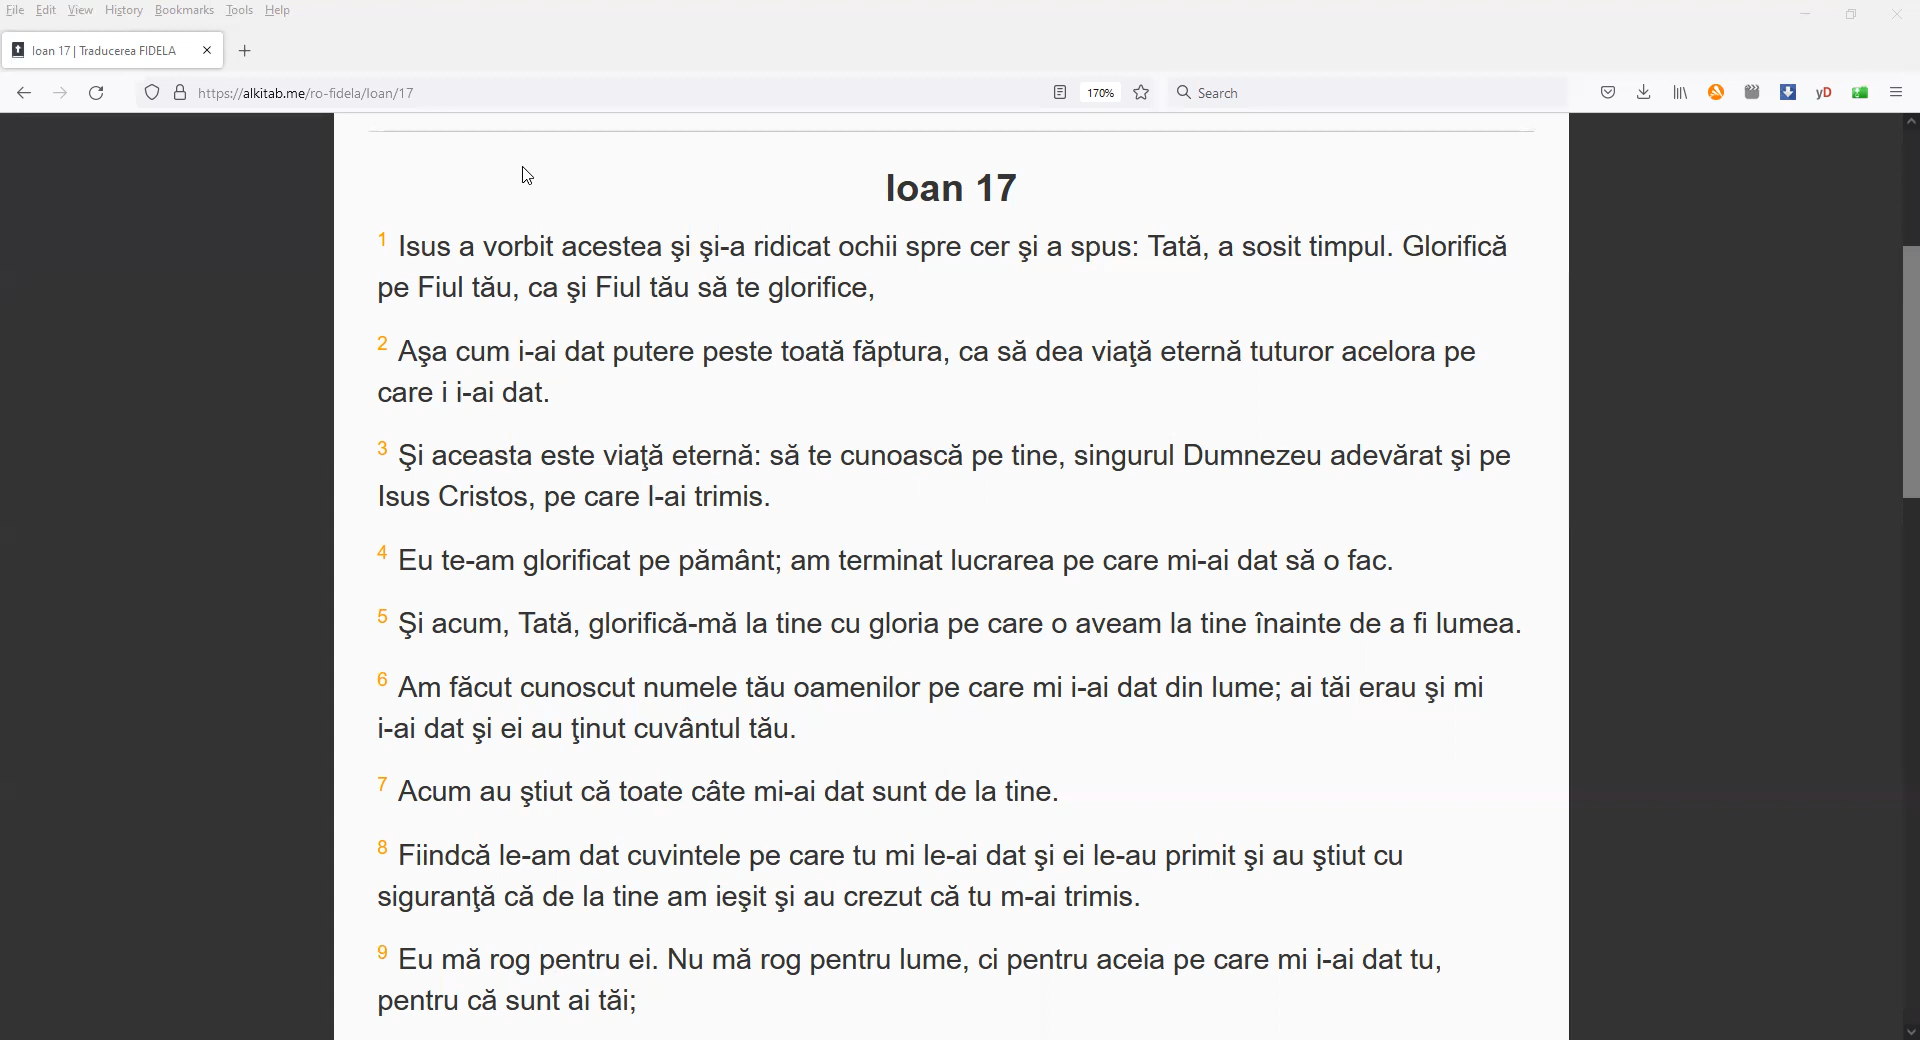 File Edit View History Bookmarks Tools Help
Ioan 17 | Traducerea FIDELA
https://alkitab.me/ro-fidela/Ioan/17 170% Search yD
Ioan 17
1 Isus a vorbit acestea şi şi-a ridicat ochii spre cer şi a spus: Tată, a sosit timpul. Glorifică
pe Fiul tău, ca şi Fiul tău să te glorifice,
2 Aşa cum i-ai dat putere peste toată făptura, ca să dea viaţă eternă tuturor acelora pe
care i i-ai dat.
3 Şi aceasta este viaţă eternă: să te cunoască pe tine, singurul Dumnezeu adevărat şi pe
Isus Cristos, pe care l-ai trimis.
4 Eu te-am glorificat pe pământ; am terminat lucrarea pe care mi-ai dat să o fac.
5 Şi acum, Tată, glorifică-mă la tine cu gloria pe care o aveam la tine înainte de a fi lumea.
6 Am făcut cunoscut numele tău oamenilor pe care mi i-ai dat din lume; ai tăi erau şi mi
i-ai dat şi ei au ţinut cuvântul tău.
7 Acum au ştiut că toate câte mi-ai dat sunt de la tine.
8 Fiindcă le-am dat cuvintele pe care tu mi le-ai dat şi ei le-au primit şi au ştiut cu
siguranţă că de la tine am ieşit şi au crezut că tu m-ai trimis.
9 Eu mă rog pentru ei. Nu mă rog pentru lume, ci pentru aceia pe care mi i-ai dat tu,
pentru că sunt ai tăi;